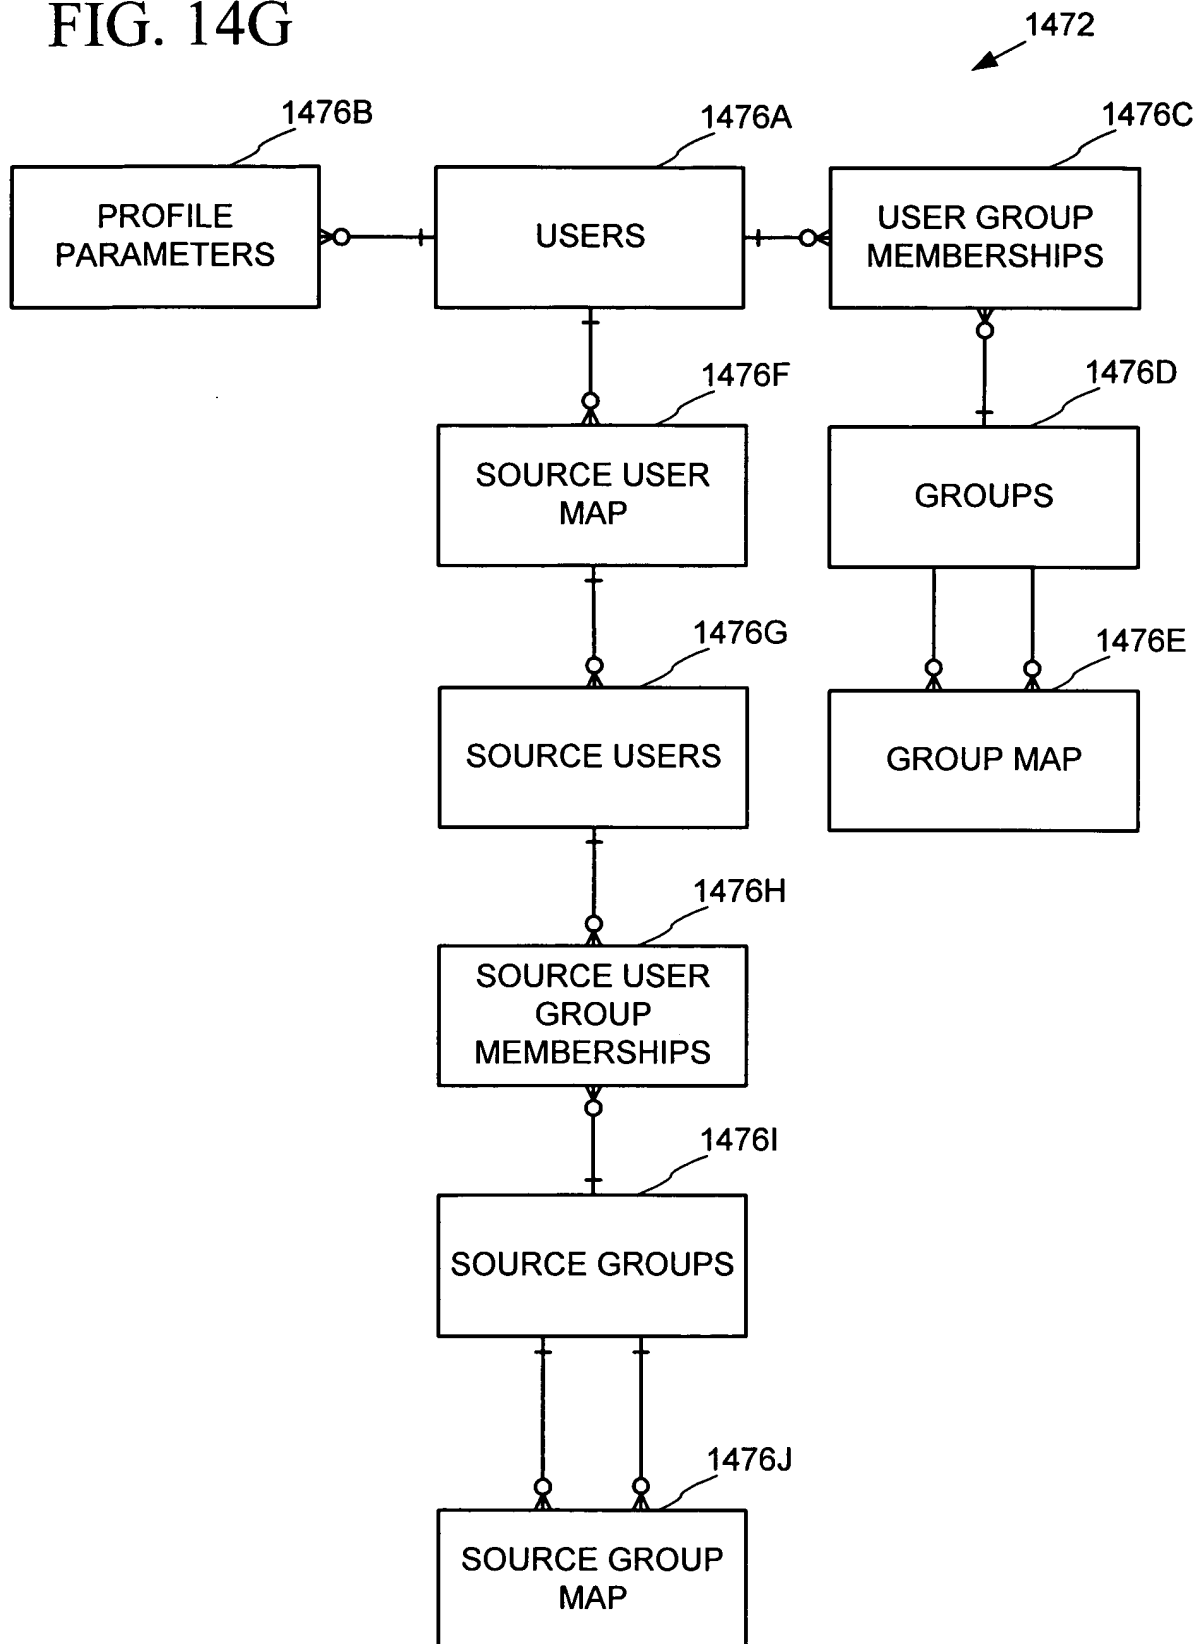 FIG. 14G
1472
1476B
1476A
1476C
PROFILE
PARAMETERS
USERS
USER GROUP
MEMBERSHIPS
1476F
1476D
SOURCE USER
MAP
GROUPS
1476G
1476E
SOURCE USERS
GROUP MAP
1476H
SOURCE USER
GROUP
MEMBERSHIPS
1476I
SOURCE GROUPS
1476J
SOURCE GROUP
MAP